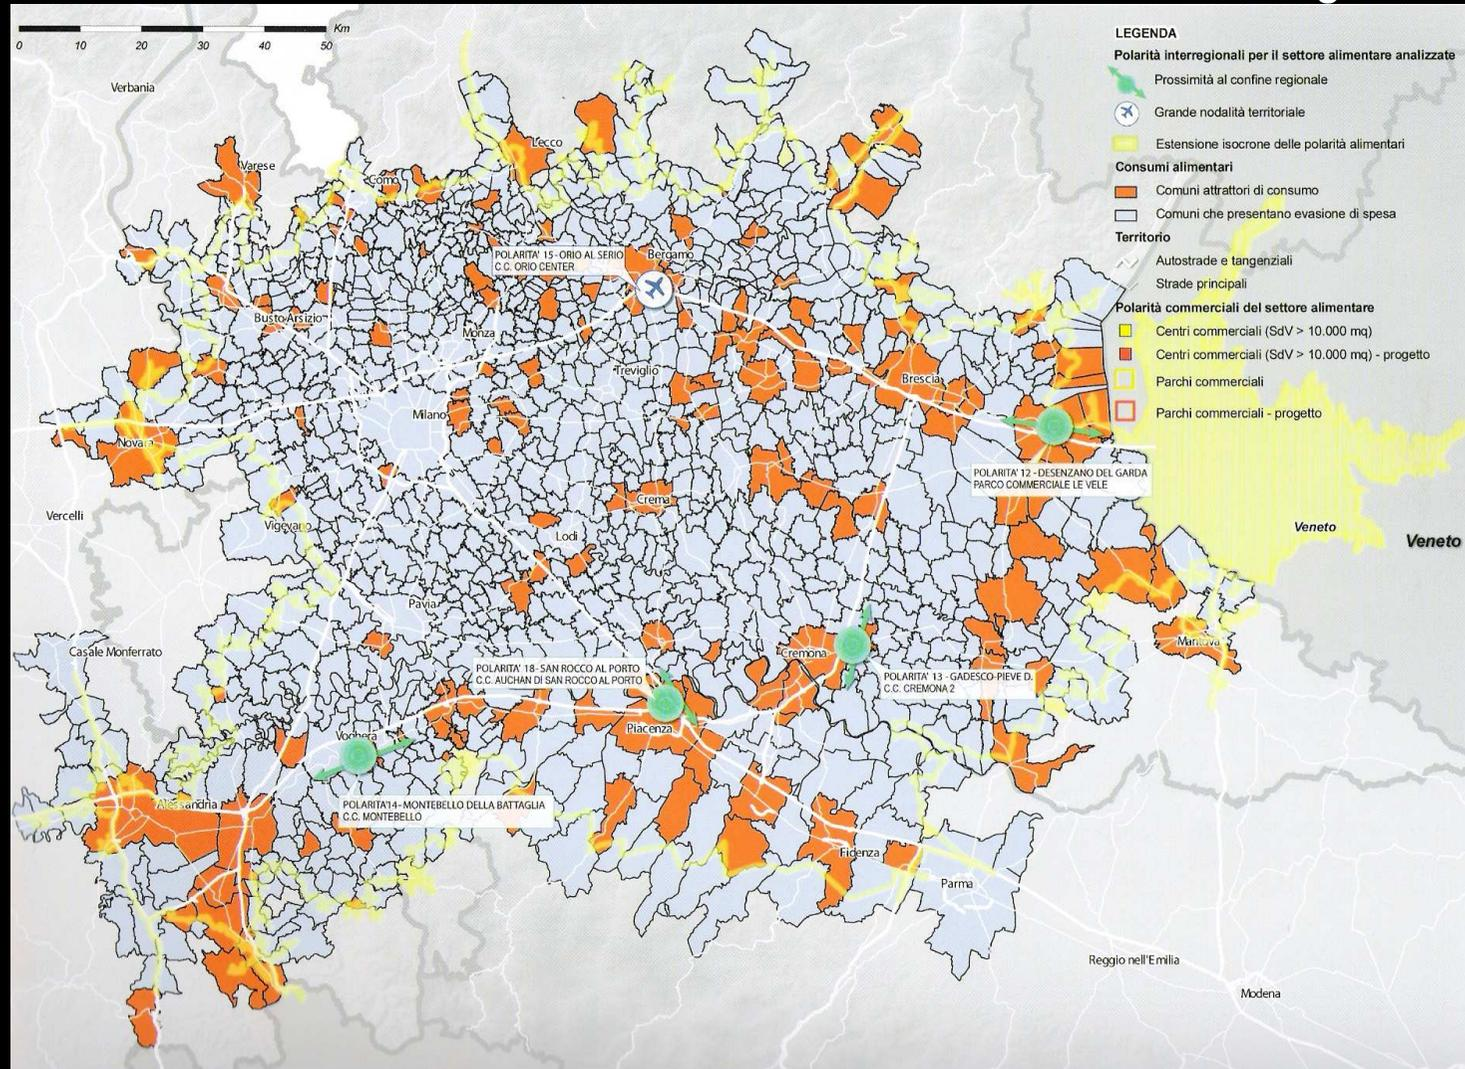 Km
0 10 20 30 40 50
Verbania
Lecco
Varese
Como
POLARITA' 15 - ORIO AL SERIO
C.C. ORIO CENTER
Bergamo
Busto Arsizio
Monza
Treviglio
Brescia
Milano
Novara
POLARITA' 12 - DESENZANO DEL GARDA
PARCO COMMERCIALE LE VELE
Crema
Vercelli
Vigevano
Lodi
Veneto
Veneto
Pavia
Casale Monferrato
Cremona
Mantova
POLARITA' 18 - SAN ROCCO AL PORTO
C.C. AUCHAN DI SAN ROCCO AL PORTO
POLARITA' 13 - GADESCO-PIEVE D.
C.C. CREMONA 2
Piacenza
Voghera
Alessandria
POLARITA'14 - MONTEBELLO DELLA BATTAGLIA
C.C. MONTEBELLO
Fidenza
Parma
Reggio nell'Emilia
Modena
LEGENDA
Polarità interregionali per il settore alimentare analizzate
Prossimità al confine regionale
Grande nodalità territoriale
Estensione isocrone delle polarità alimentari
Consumi alimentari
Comuni attrattori di consumo
Comuni che presentano evasione di spesa
Territorio
Autostrade e tangenziali
Strade principali
Polarità commerciali del settore alimentare
Centri commerciali (SdV > 10.000 mq)
Centri commerciali (SdV > 10.000 mq) - progetto
Parchi commerciali
Parchi commerciali - progetto